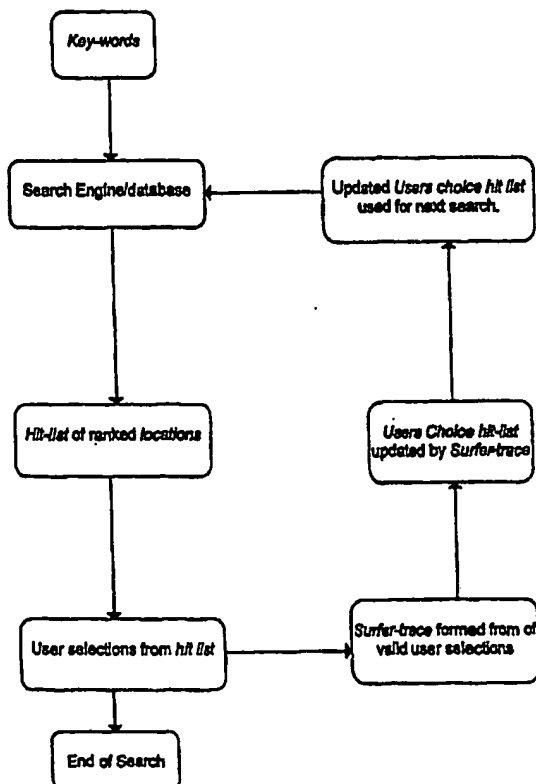 Key-words
Search Engine/database
Updated Users choice hit list
used for next search.
Hit-list of ranked locations
Users Choice hit-list
updated by Surfer-trace
User selections from hit list
Surfer-trace formed from of
valid user selections
End of Search